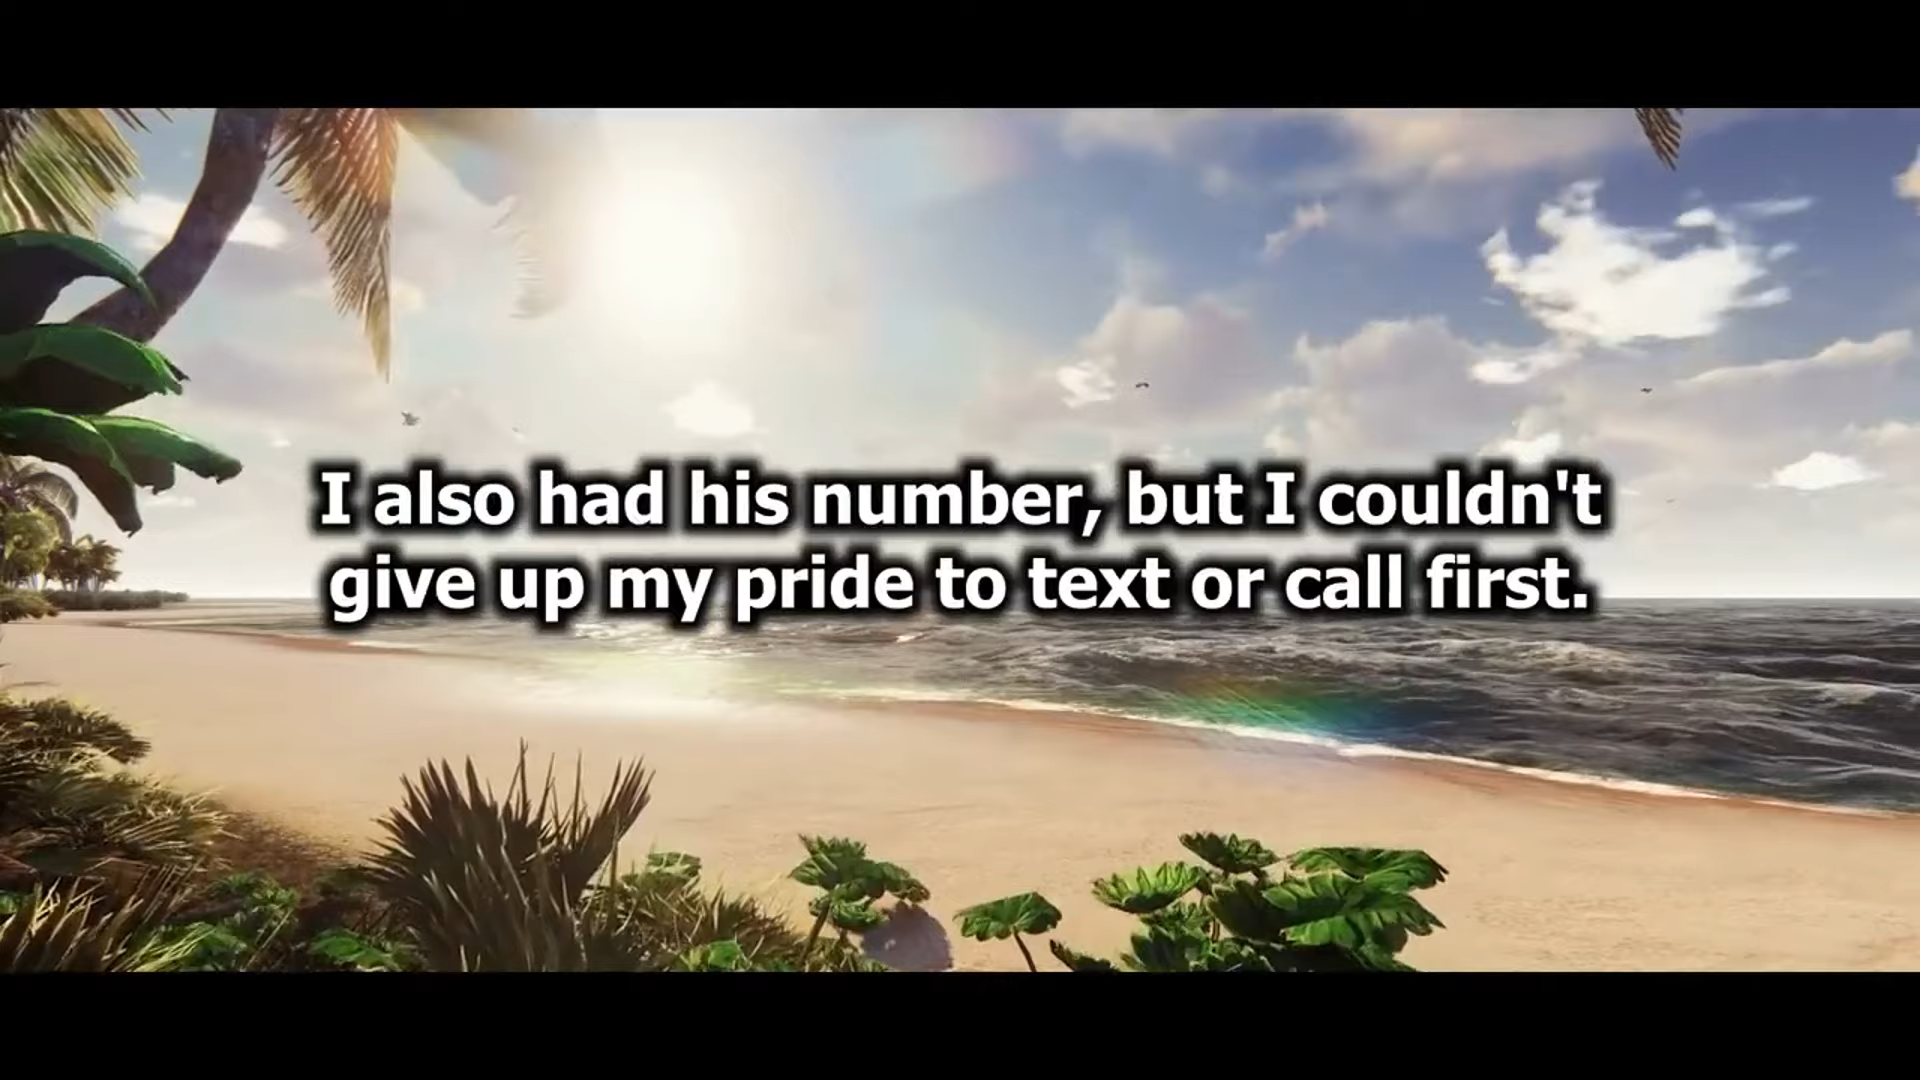 I also had his number, but I couldn't
give up my pride to text or call first.